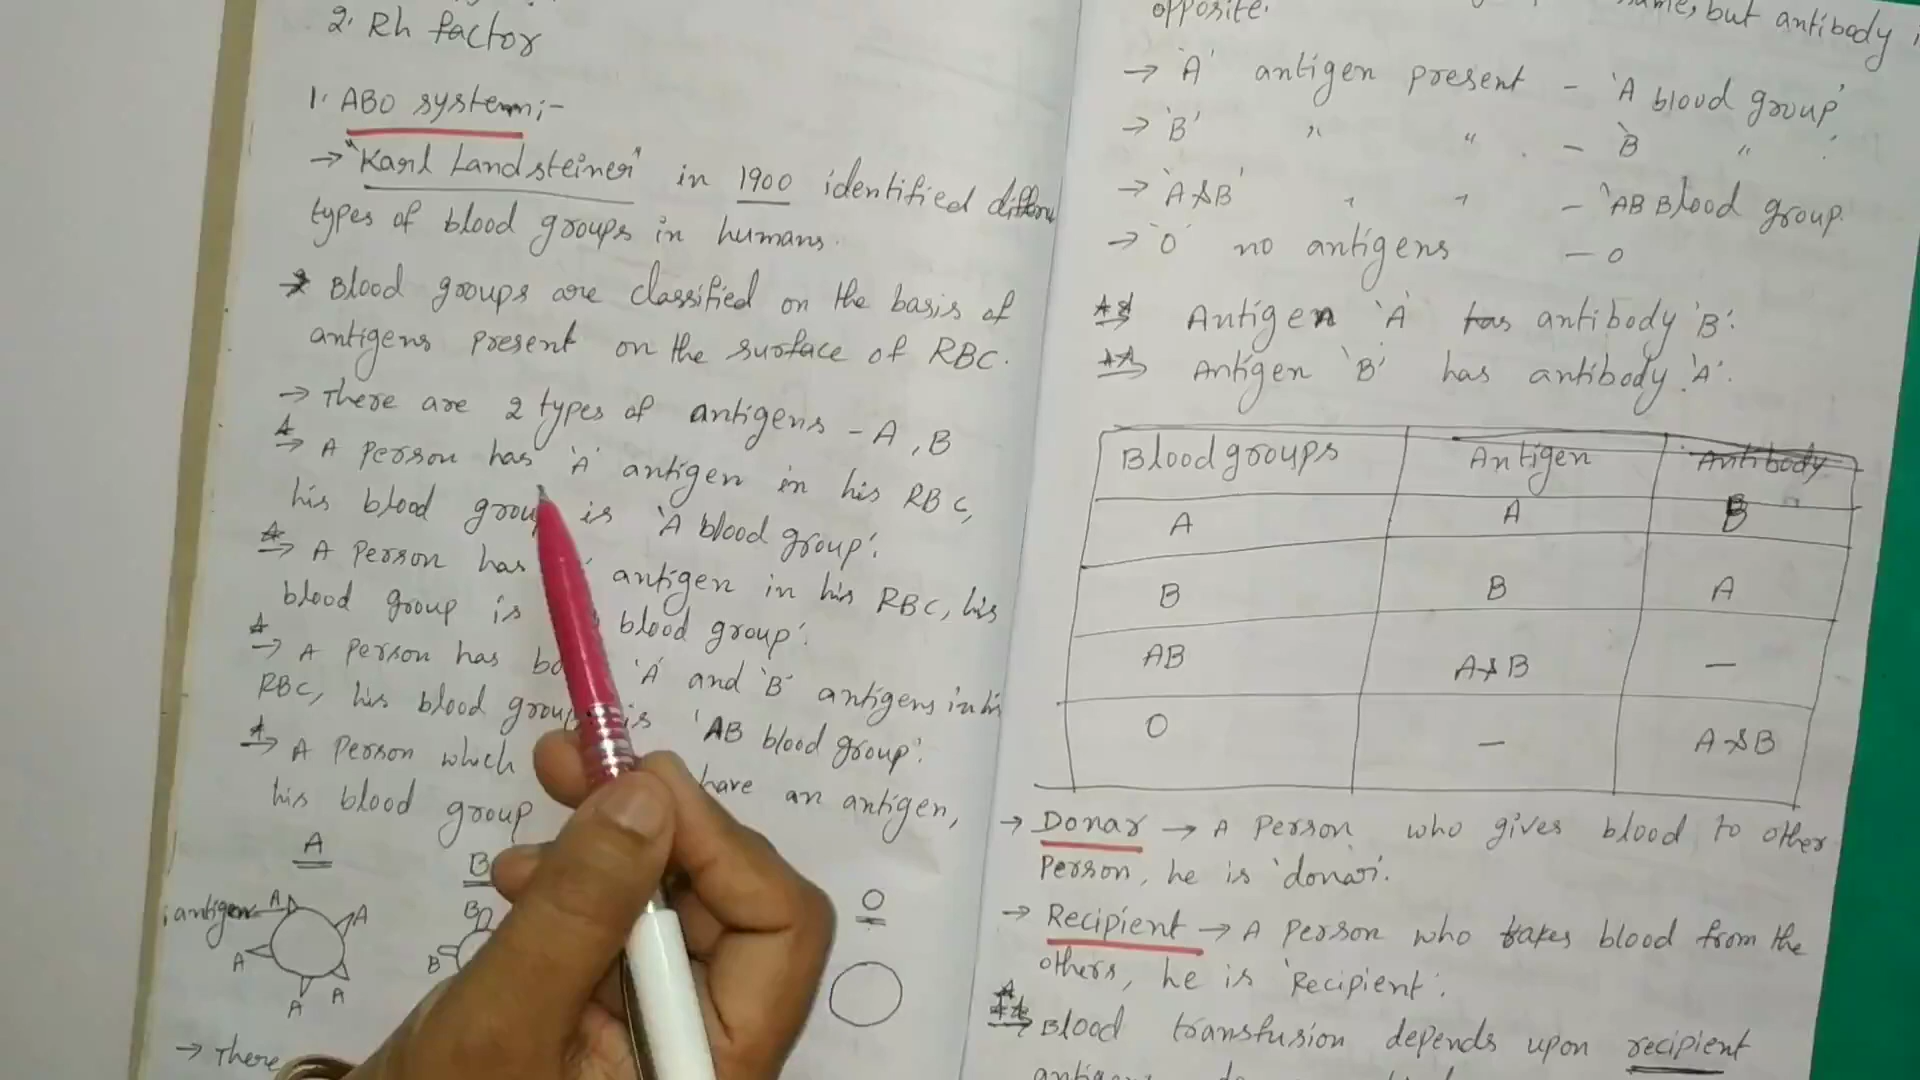 2. Rh factor
1. ABO system:-
→ "Karl Landsteiner" in 1900 identified
types of blood groups in humans.
→ Blood groups are classified on the basis of
antigens present on the surface of RBC.
→ There are 2 types of antigens - A, B
→ A person has 'A' antigen in his RBC,
his blood group is 'A blood group'.
→ A person has antigen in his RBC, his
blood group is blood group'.
→ A person has 'A' and 'B' antigens in
RBC, his blood group is 'AB blood group'.
→ A person which have an antigen,
his blood group
A B O
antigen A A A A A
B B
→ There
opposite. but antibody
→ 'A' antigen present - 'A blood group'
→ 'B' " " - 'B "
→ 'A & B' " " - 'AB Blood group
→ 'O' no antigens - O
Antigen 'A' has antibody 'B'.
Antigen 'B' has antibody 'A'.
Blood groups Antigen Antibody
A A B
B B A
AB A & B —
O — A & B
→ Donar → A person who gives blood to other
person, he is 'donar'.
→ Recipient → A person who takes blood from the
others, he is 'Recipient'.
→ Blood transfusion depends upon recipient